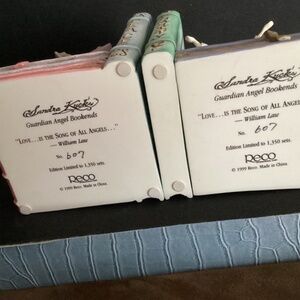 Sandra Kuck
Guardian Angel Bookends
"Love...is the Song of All Angels..."
— William Law
No. 607
Edition Limited to 1,350 sets.
Reco
© 1999 Reco. Made in China
Sandra Kuck
Guardian Angel Bookends
"Love...is the Song of All Angels..."
— William Law
No. 607
Edition Limited to 1,350 sets.
Reco
© 1999 Reco. Made in China